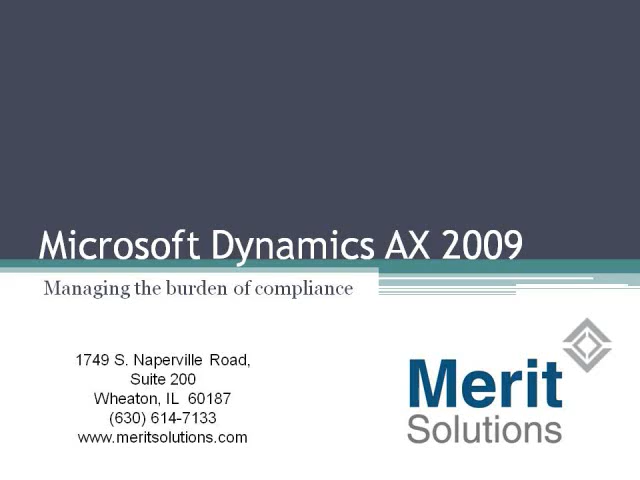 Microsoft Dynamics AX 2009
Managing the burden of compliance
1749 S. Naperville Road,
Suite 200
Wheaton, IL  60187
(630) 614-7133
www.meritsolutions.com
Merit
Solutions